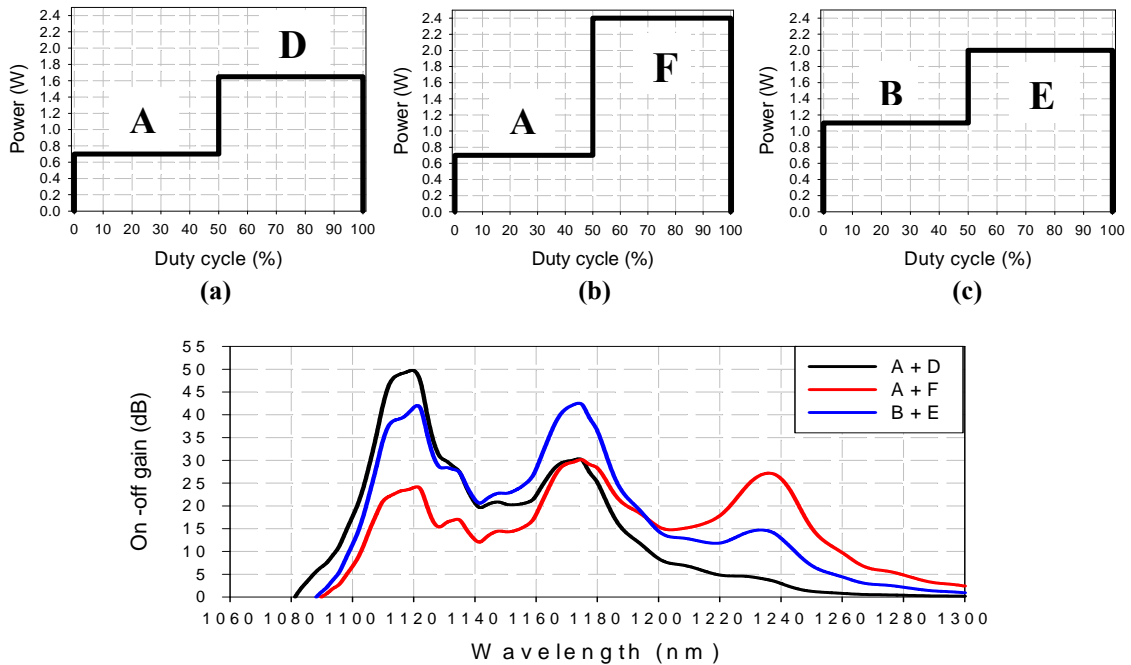 2.4
2.2
2.0
1.8
1.6
1.4
1.2
1.0
0.8
0.6
0.4
0.2
0.0
Power (W)
A
D
0 10 20 30 40 50 60 70 80 90 100
Duty cycle (%)
(a)
2.4
2.2
2.0
1.8
1.6
1.4
1.2
1.0
0.8
0.6
0.4
0.2
0.0
Power (W)
A
F
0 10 20 30 40 50 60 70 80 90 100
Duty cycle (%)
(b)
2.4
2.2
2.0
1.8
1.6
1.4
1.2
1.0
0.8
0.6
0.4
0.2
0.0
Power (W)
B
E
0 10 20 30 40 50 60 70 80 90 100
Duty cycle (%)
(c)
55
50
45
40
35
30
25
20
15
10
5
0
On -off gain (dB)
A + D
A + F
B + E
1060 1080 1100 1120 1140 1160 1180 1200 1220 1240 1260 1280 1300
Wavelength (nm)